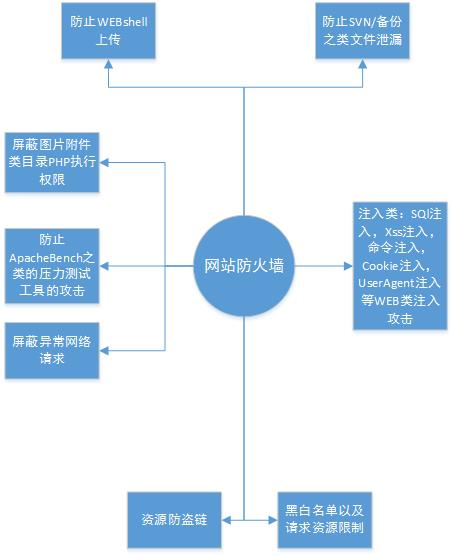 防止WEBshell
上传
防止SVN/备份
之类文件泄漏
屏蔽图片附件
类目录PHP执行
权限
防止
ApacheBench之
类的压力测试
工具的攻击
屏蔽异常网络
请求
网站防火墙
注入类：SQl注
入，Xss注入，
命令注入，
Cookie注入，
UserAgent注入
等WEB类注入
攻击
资源防盗链
黑白名单以及
请求资源限制